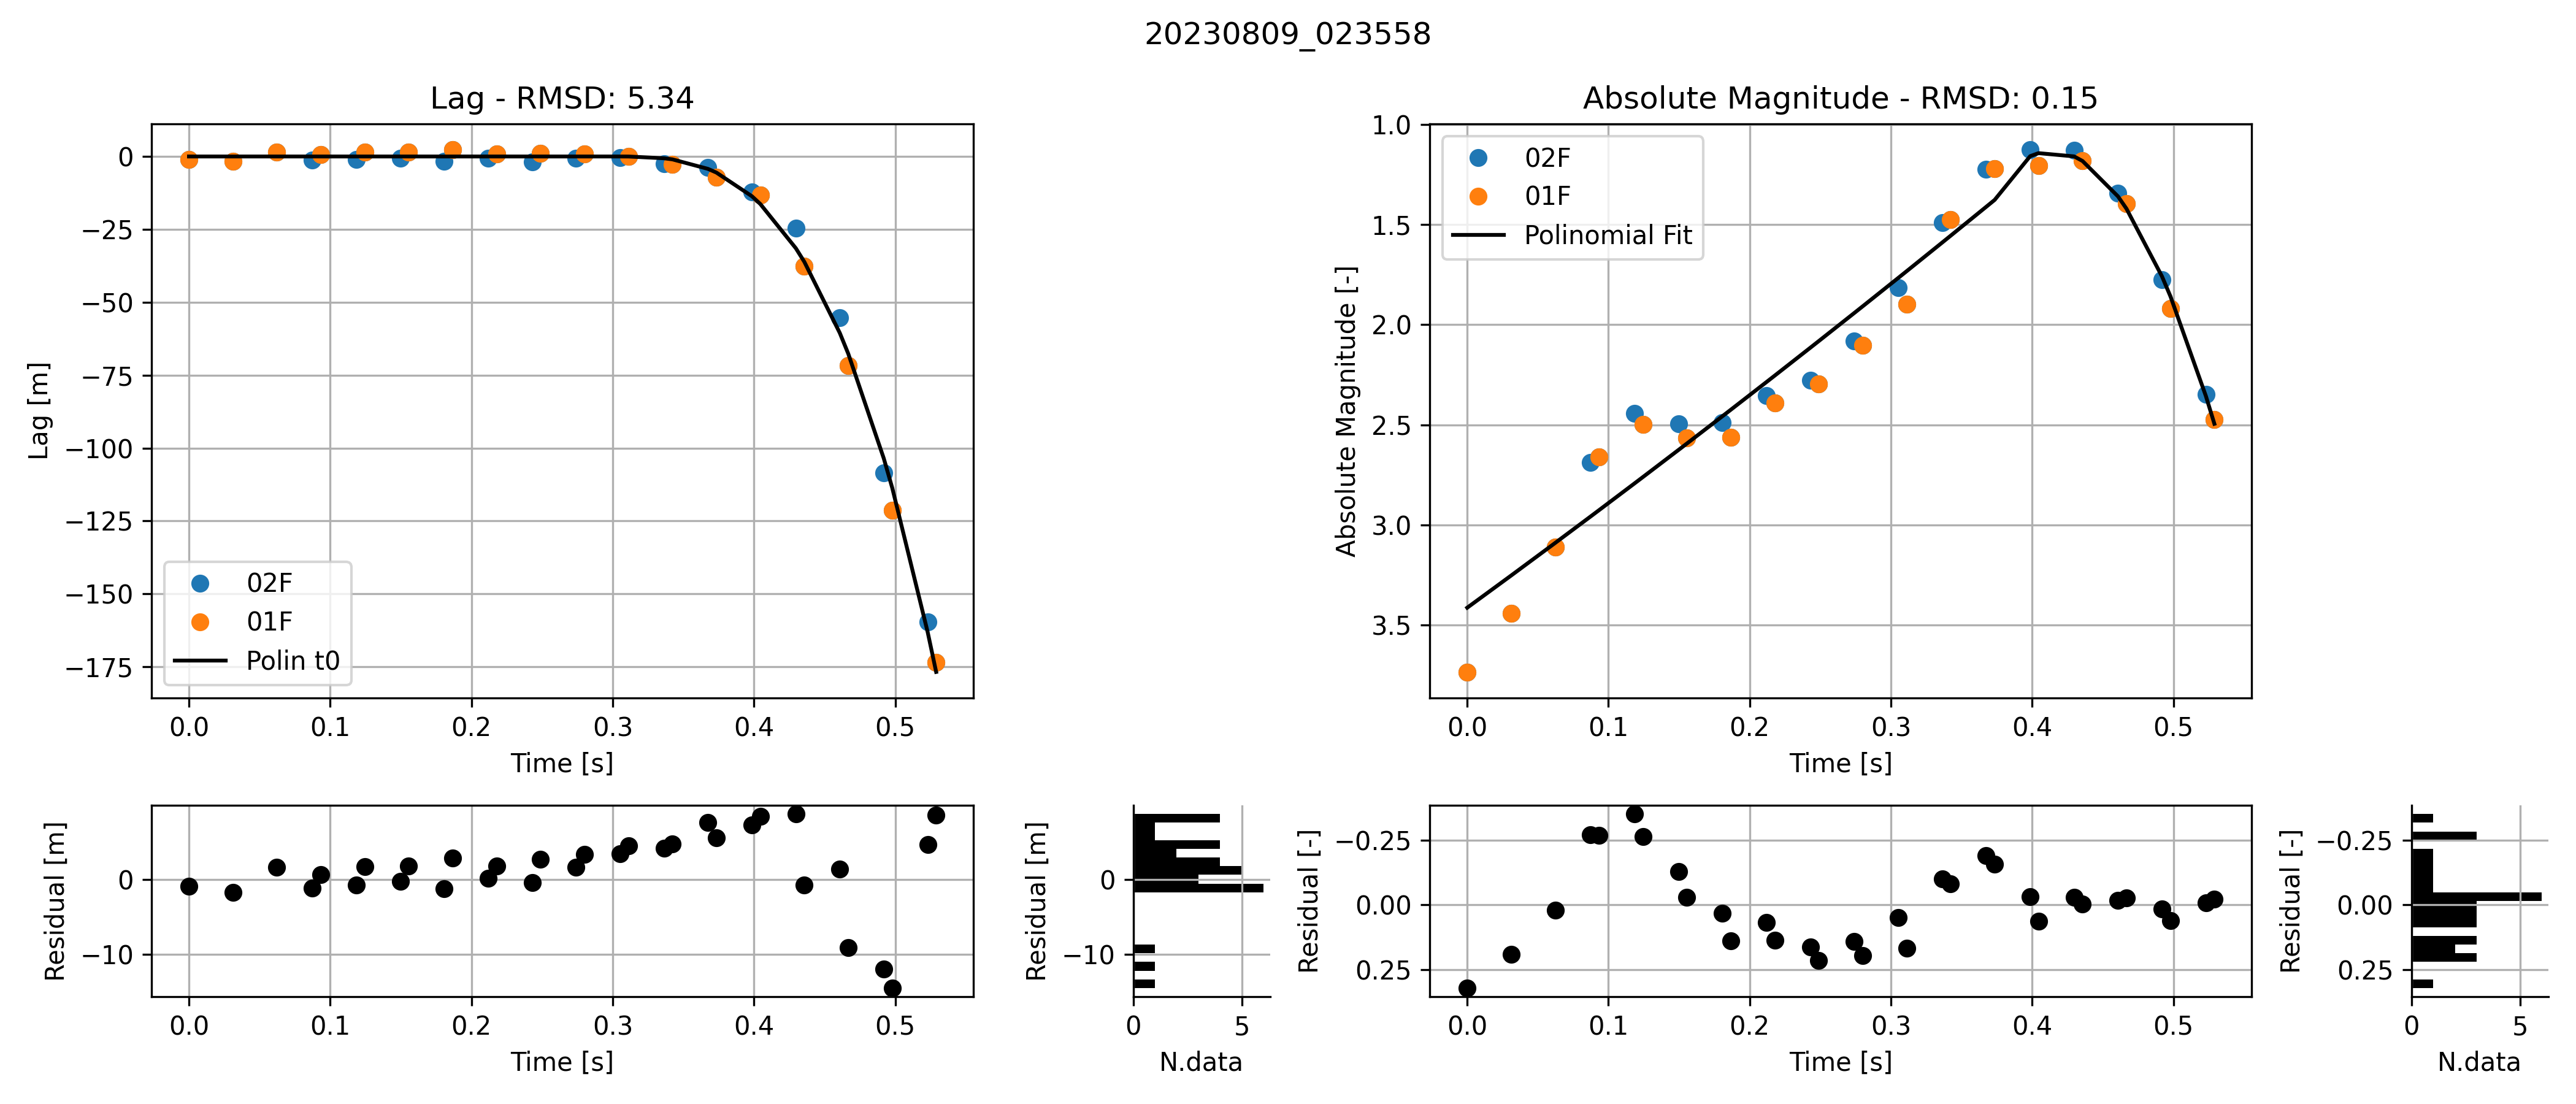 20230809_023558
Lag - RMSD: 5.34
0
−25
−50
−75
−100
−125
−150
−175
Lag [m]
02F
01F
Polin t0
0.0 0.1 0.2 0.3 0.4 0.5
Time [s]
Absolute Magnitude - RMSD: 0.15
1.0
1.5
2.0
2.5
3.0
3.5
Absolute Magnitude [-]
02F
01F
Polinomial Fit
0.0 0.1 0.2 0.3 0.4 0.5
Time [s]
0
−10
Residual [m]
0.0 0.1 0.2 0.3 0.4 0.5
Time [s]
0
−10
Residual [m]
0 5
N.data
−0.25
0.00
0.25
Residual [-]
0.0 0.1 0.2 0.3 0.4 0.5
Time [s]
−0.25
0.00
0.25
Residual [-]
0 5
N.data